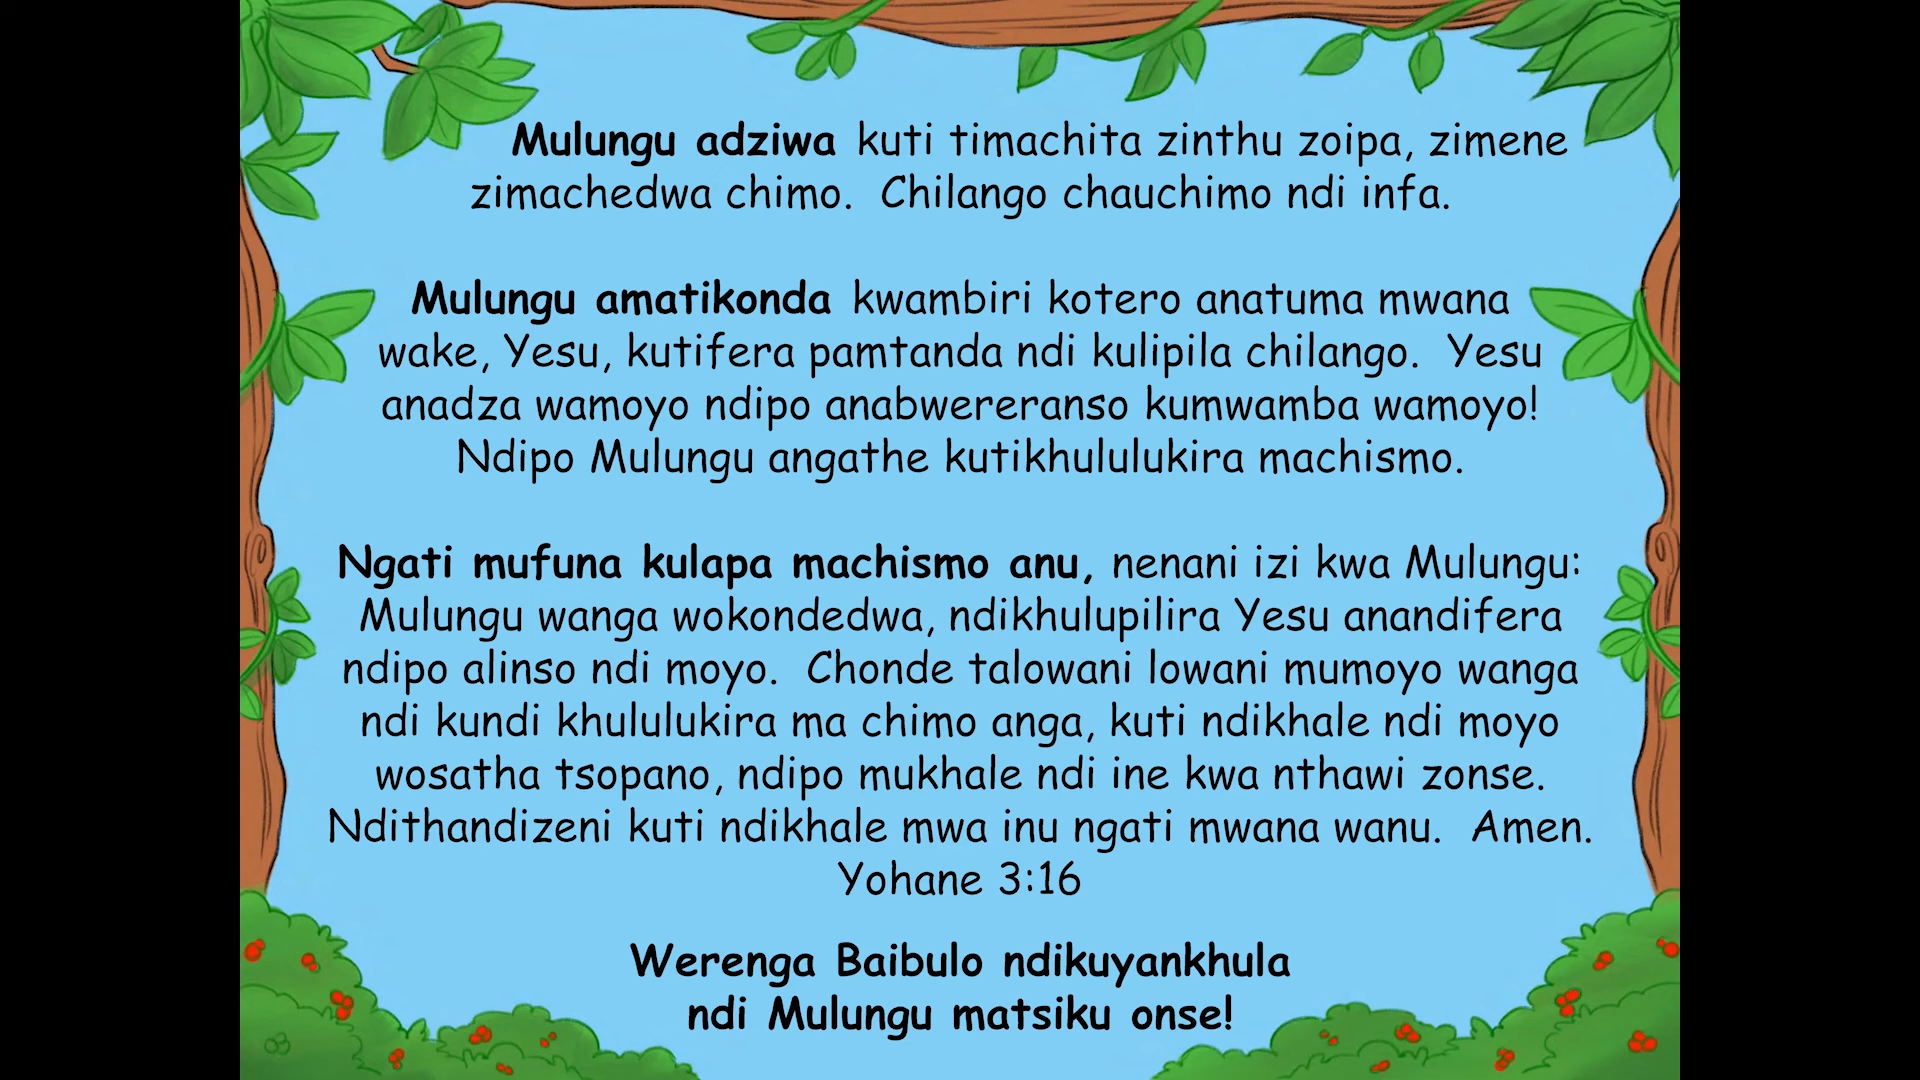 Mulungu adziwa kuti timachita zinthu zoipa, zimene
zimachedwa chimo. Chilango chauchimo ndi infa.
Mulungu amatikonda kwambiri kotero anatuma mwana
wake, Yesu, kutifera pamtanda ndi kulipila chilango. Yesu
anadza wamoyo ndipo anabwereranso kumwamba wamoyo!
Ndipo Mulungu angathe kutikhululukira machismo.
Ngati mufuna kulapa machismo anu, nenani izi kwa Mulungu:
Mulungu wanga wokondedwa, ndikhulupilira Yesu anandifera
ndipo alinso ndi moyo. Chonde talowani lowani mumoyo wanga
ndi kundi khululukira ma chimo anga, kuti ndikhale ndi moyo
wosatha tsopano, ndipo mukhale ndi ine kwa nthawi zonse.
Ndithandizeni kuti ndikhale mwa inu ngati mwana wanu. Amen.
Yohane 3:16
Werenga Baibulo ndikuyankhula
ndi Mulungu matsiku onse!